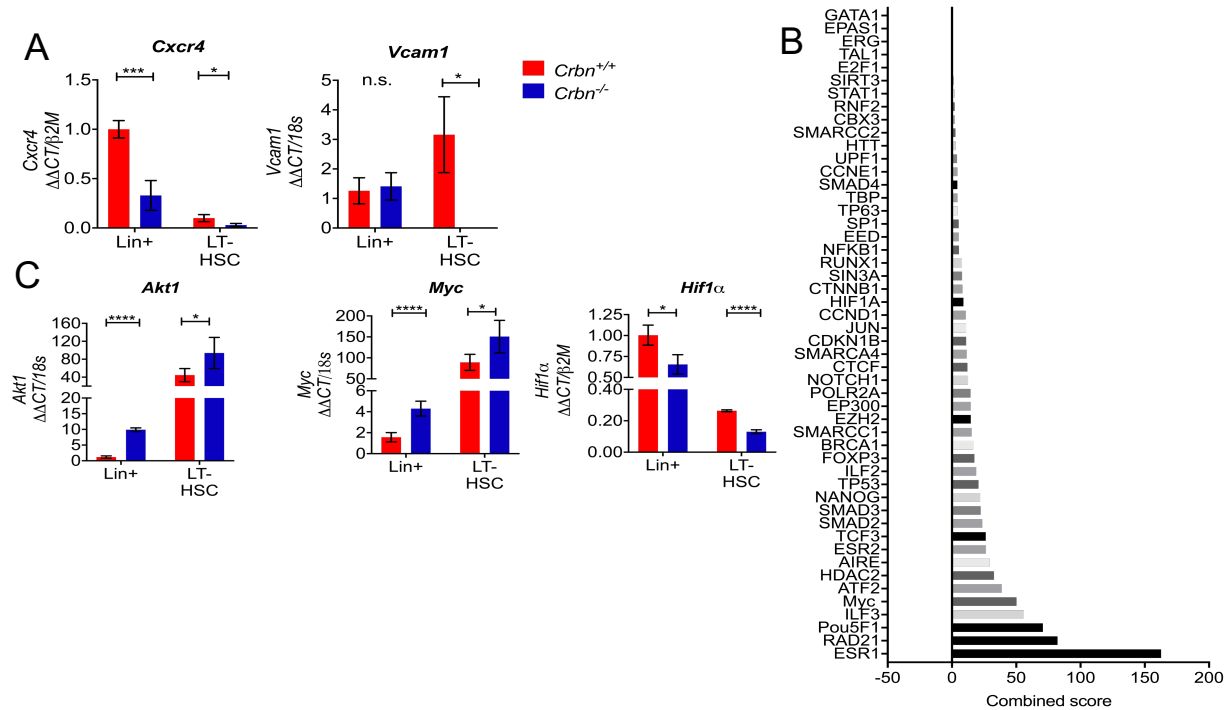 A
Cxcr4
***
*
1.5
1.0
0.5
0.0
Cxcr4
ΔΔCT/β2M
Lin+
LT-
HSC
Vcam1
n.s.
*
5
4
3
2
1
0
Vcam1
ΔΔCT/18s
Lin+
LT-
HSC
Crbn+/+
Crbn-/-
B
GATA1
EPAS1
ERG
TAL1
E2F1
SIRT3
STAT1
RNF2
CBX3
SMARCC2
HTT
UPF1
CCNE1
SMAD4
TBP
TP63
SP1
EED
NFKB1
RUNX1
SIN3A
CTNNB1
HIF1A
CCND1
JUN
CDKN1B
SMARCA4
CTCF
NOTCH1
POLR2A
EP300
EZH2
SMARCC1
BRCA1
FOXP3
ILF2
TP53
NANOG
SMAD3
SMAD2
TCF3
ESR2
AIRE
HDAC2
ATF2
Myc
ILF3
Pou5F1
RAD21
ESR1
-50 0 50 100 150 200
Combined score
C
Akt1
****
*
160
120
80
40
20
15
10
5
0
Akt1
ΔΔCT/18s
Lin+
LT-
HSC
Myc
****
*
200
150
100
50
6
4
2
0
Myc
ΔΔCT/18s
Lin+
LT-
HSC
Hif1α
*
****
1.25
1.00
0.75
0.50
0.40
0.20
0.00
Hif1α
ΔΔCT/β2M
Lin+
LT-
HSC